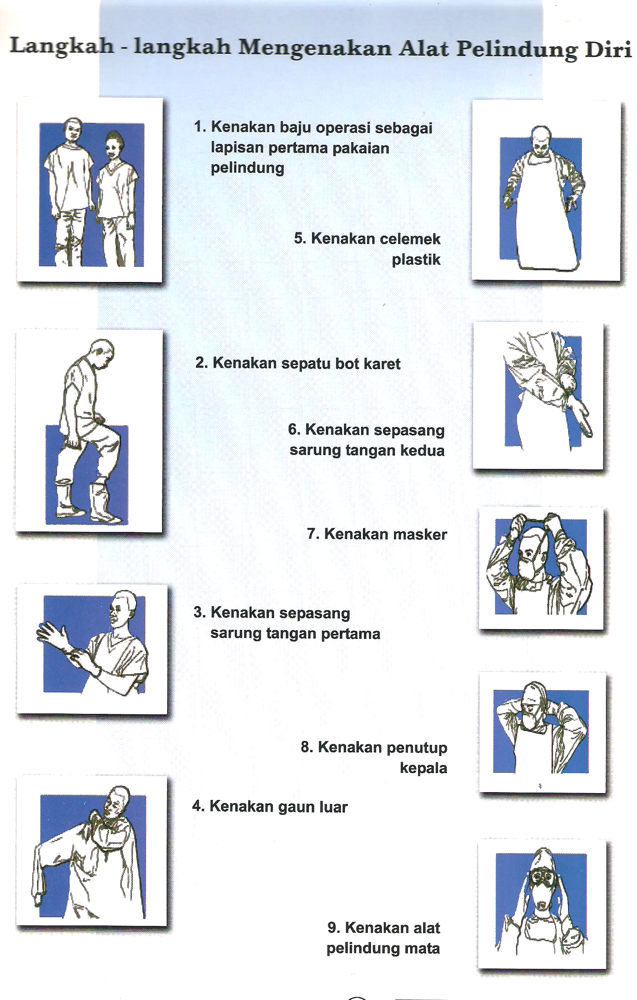 Langkah - langkah Mengenakan Alat Pelindung Diri
1. Kenakan baju operasi sebagai
lapisan pertama pakaian
pelindung
5. Kenakan celemek
plastik
2. Kenakan sepatu bot karet
6. Kenakan sepasang
sarung tangan kedua
7. Kenakan masker
3. Kenakan sepasang
sarung tangan pertama
8. Kenakan penutup
kepala
4. Kenakan gaun luar
9. Kenakan alat
pelindung mata